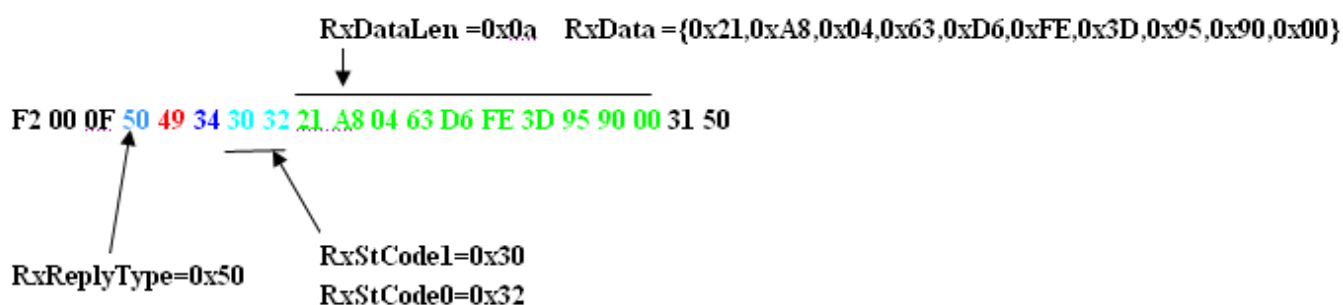 RxDataLen =0x0a RxData ={0x21,0xA8,0x04,0x63,0xD6,0xFE,0x3D,0x95,0x90,0x00}
F2 00 0F 50 49 34 30 32 21 A8 04 63 D6 FE 3D 95 90 00 31 50
RxReplyType=0x50
RxStCode1=0x30
RxStCode0=0x32